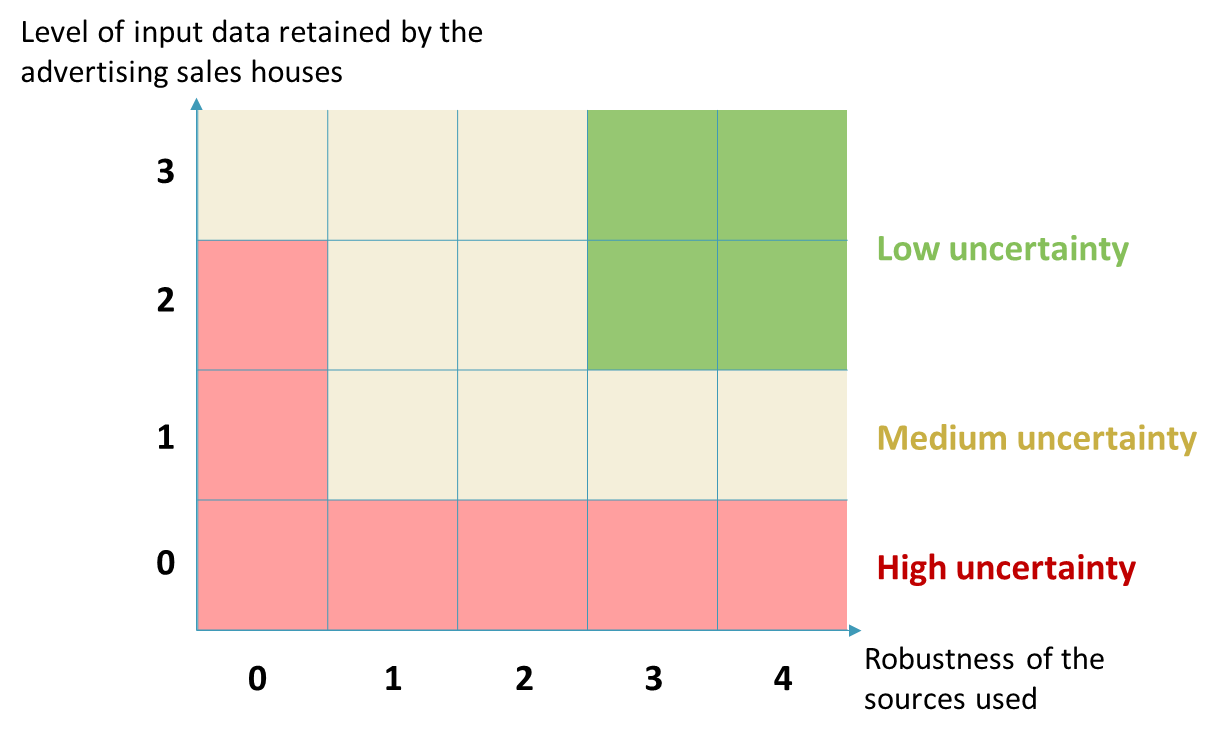 Level of input data retained by the
advertising sales houses
3
2
1
0
Low uncertainty
Medium uncertainty
High uncertainty
0 1 2 3 4
Robustness of the
sources used